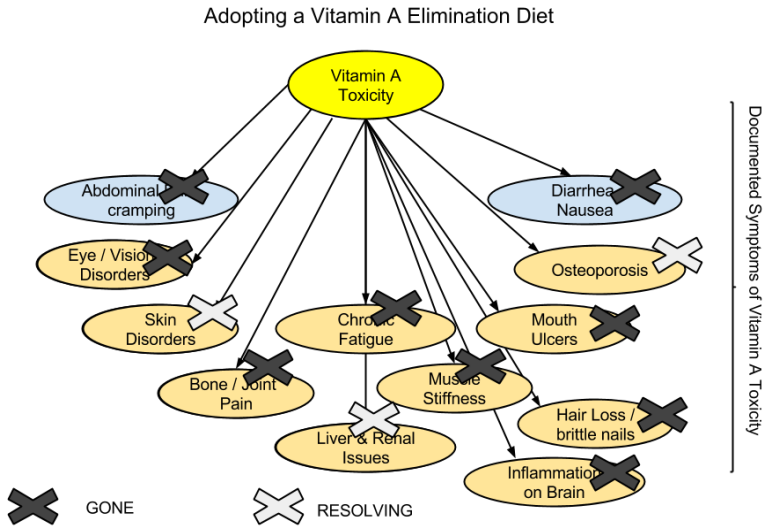 Adopting a Vitamin A Elimination Diet
Vitamin A
Toxicity
Abdominal
cramping
Diarrhea
Nausea
Eye / Vision
Disorders
Osteoporosis
Skin
Disorders
Chronic
Fatigue
Mouth
Ulcers
Bone / Joint
Pain
Muscle
Stiffness
Hair Loss /
brittle nails
Liver & Renal
Issues
Inflammation
on Brain
Documented Symptoms of Vitamin A Toxicity
GONE
RESOLVING